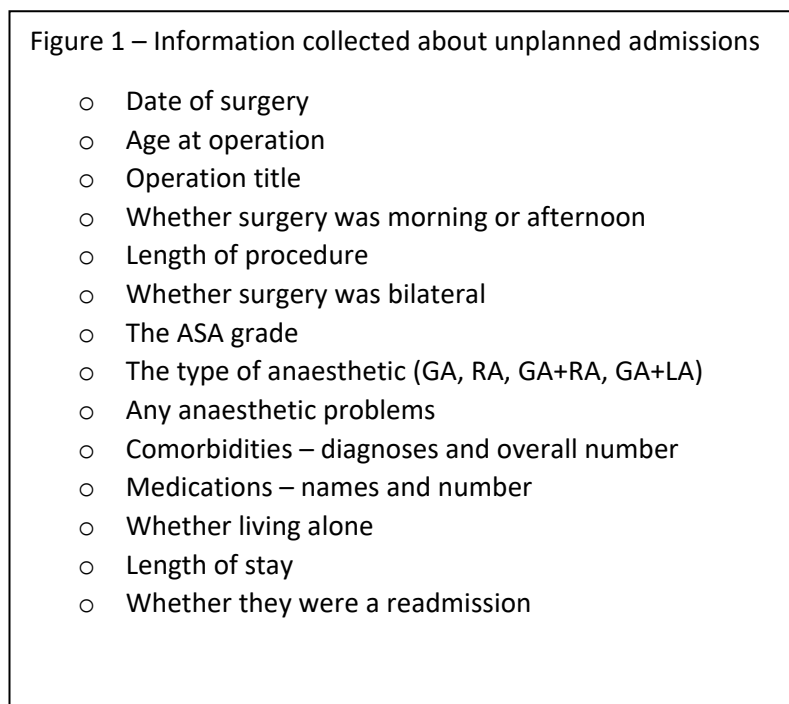 Figure 1 – Information collected about unplanned admissions
o Date of surgery
o Age at operation
o Operation title
o Whether surgery was morning or afternoon
o Length of procedure
o Whether surgery was bilateral
o The ASA grade
o The type of anaesthetic (GA, RA, GA+RA, GA+LA)
o Any anaesthetic problems
o Comorbidities – diagnoses and overall number
o Medications – names and number
o Whether living alone
o Length of stay
o Whether they were a readmission